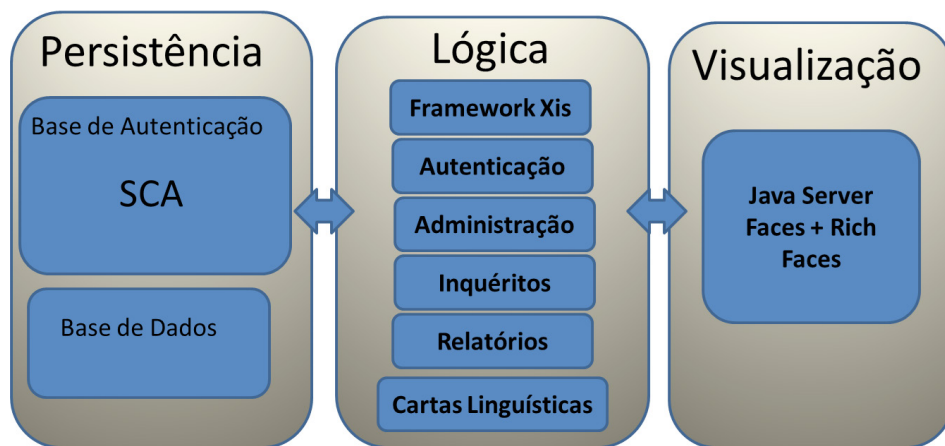 Persistência
Base de Autenticação
SCA
Base de Dados
Lógica
Framework Xis
Autenticação
Administração
Inquéritos
Relatórios
Cartas Linguísticas
Visualização
Java Server
Faces + Rich
Faces